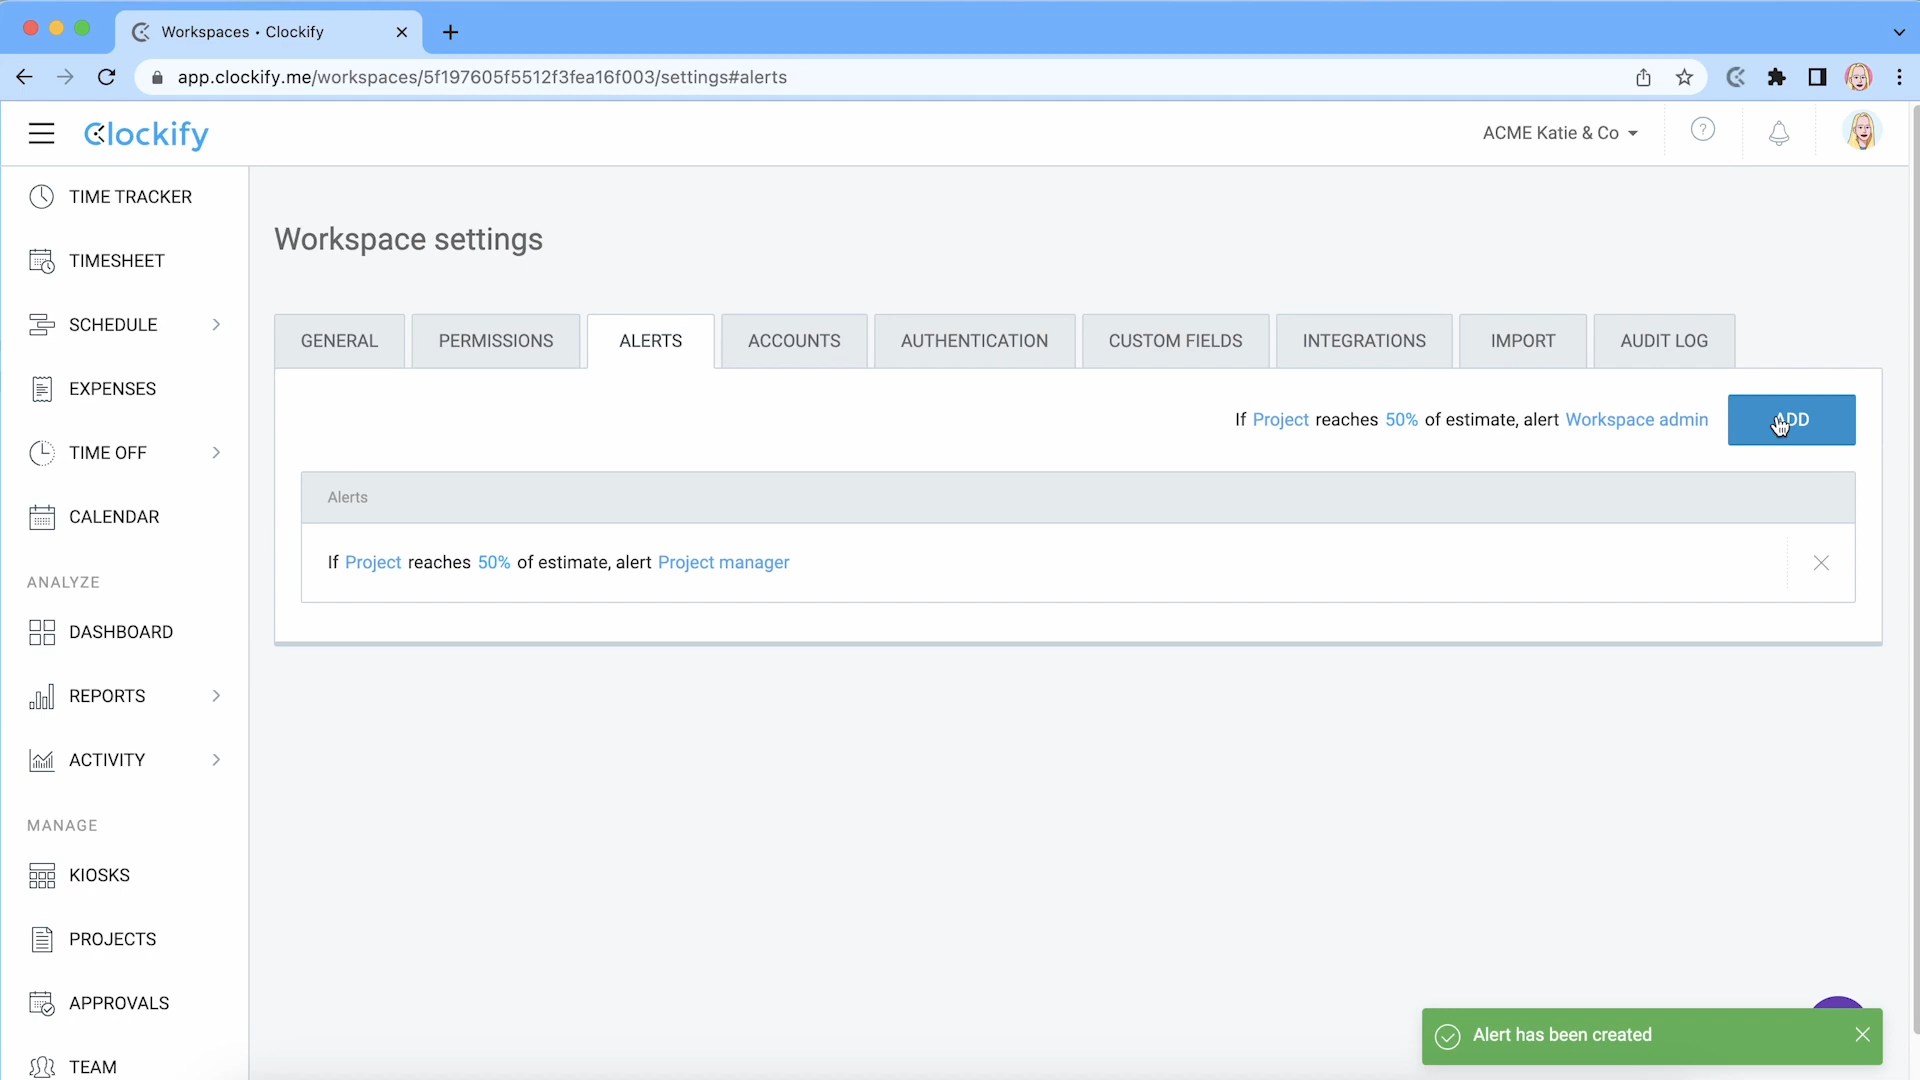 Workspaces • Clockify
app.clockify.me/workspaces/5f197605f5512f3fea16f003/settings#alerts
Clockify
ACME Katie & Co
TIME TRACKER
TIMESHEET
SCHEDULE
EXPENSES
TIME OFF
CALENDAR
ANALYZE
DASHBOARD
REPORTS
ACTIVITY
MANAGE
KIOSKS
PROJECTS
APPROVALS
TEAM
Workspace settings
GENERAL PERMISSIONS ALERTS ACCOUNTS AUTHENTICATION CUSTOM FIELDS INTEGRATIONS IMPORT AUDIT LOG
If Project reaches 50% of estimate, alert Workspace admin ADD
Alerts
If Project reaches 50% of estimate, alert Project manager
Alert has been created